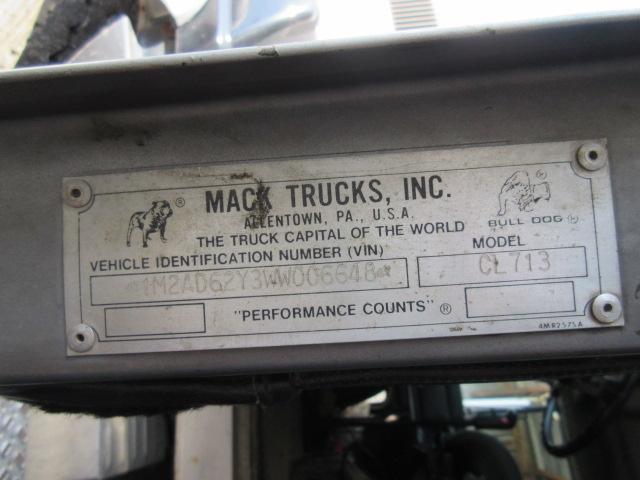 MACK TRUCKS, INC.
ALLENTOWN, PA., U.S.A.
THE TRUCK CAPITAL OF THE WORLD
BULL DOG ®
VEHICLE IDENTIFICATION NUMBER (VIN)
MODEL
1M2AD62Y3WW006648
CL713
"PERFORMANCE COUNTS" ®
4MR2575A